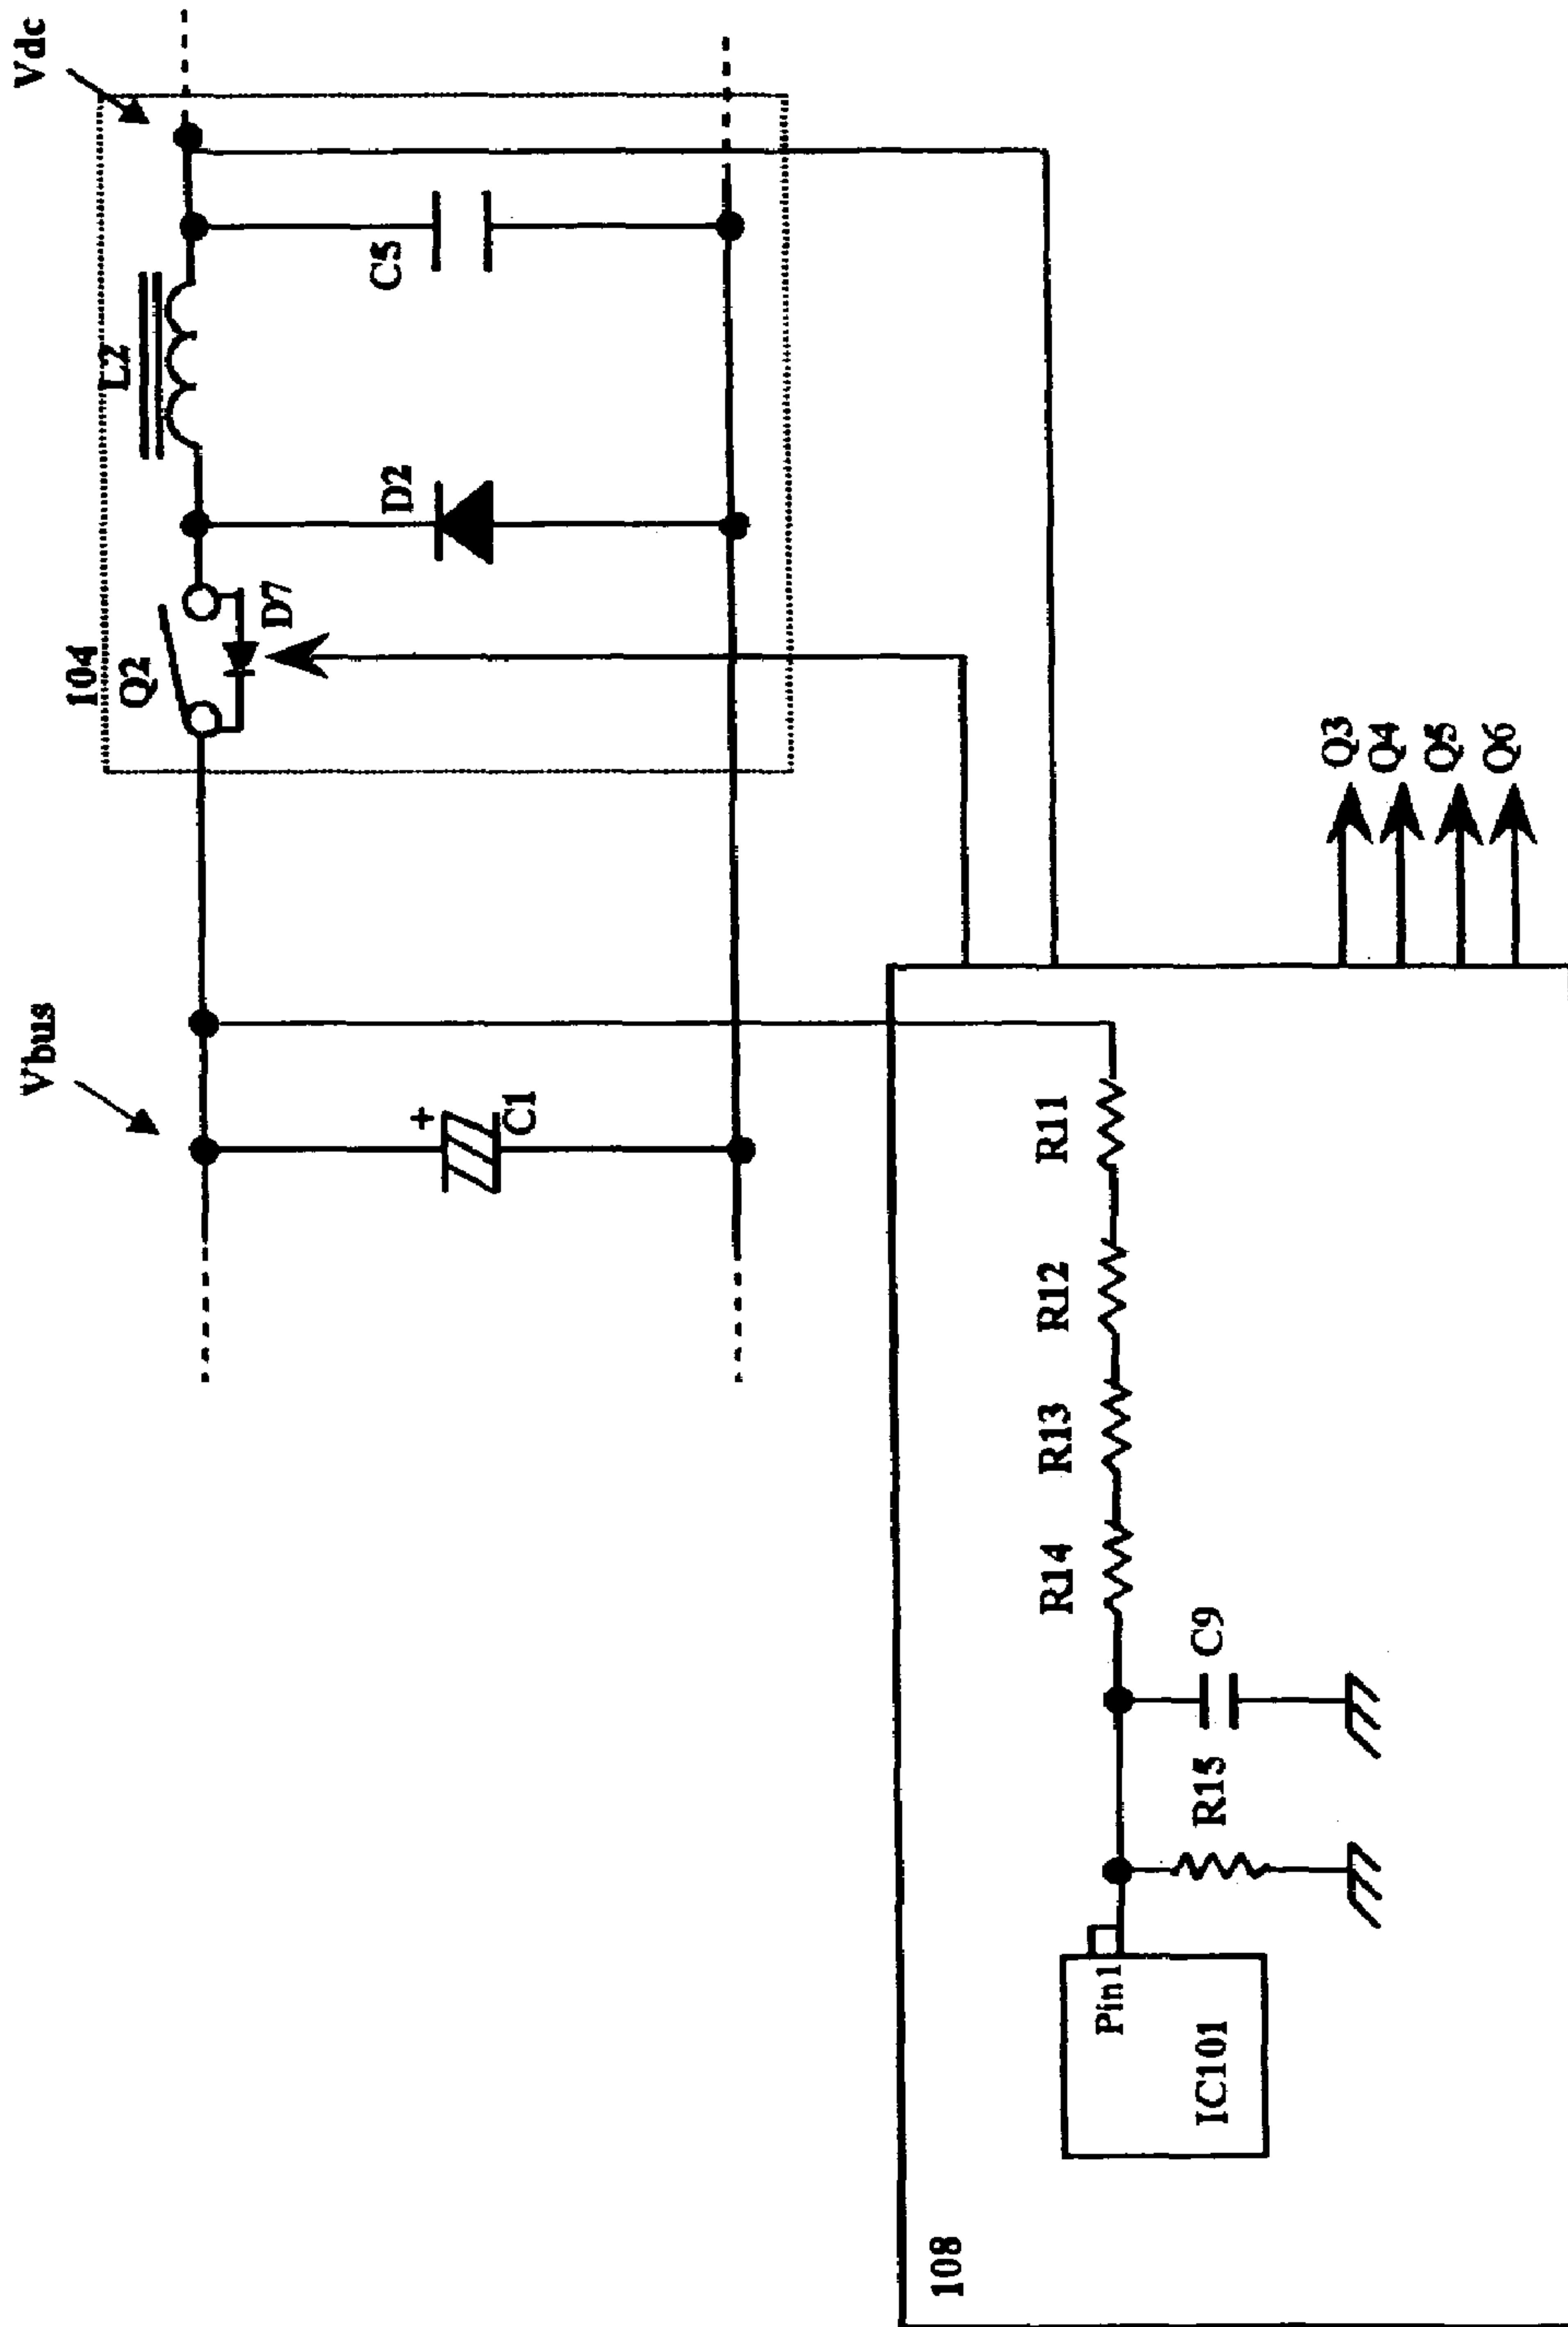 Vbus
Vdc
104
Q2
L2
D7
D2
C5
+
C1
108
IC101
Pin1
R15
C9
R14
R13
R12
R11
Q3
Q4
Q5
Q6